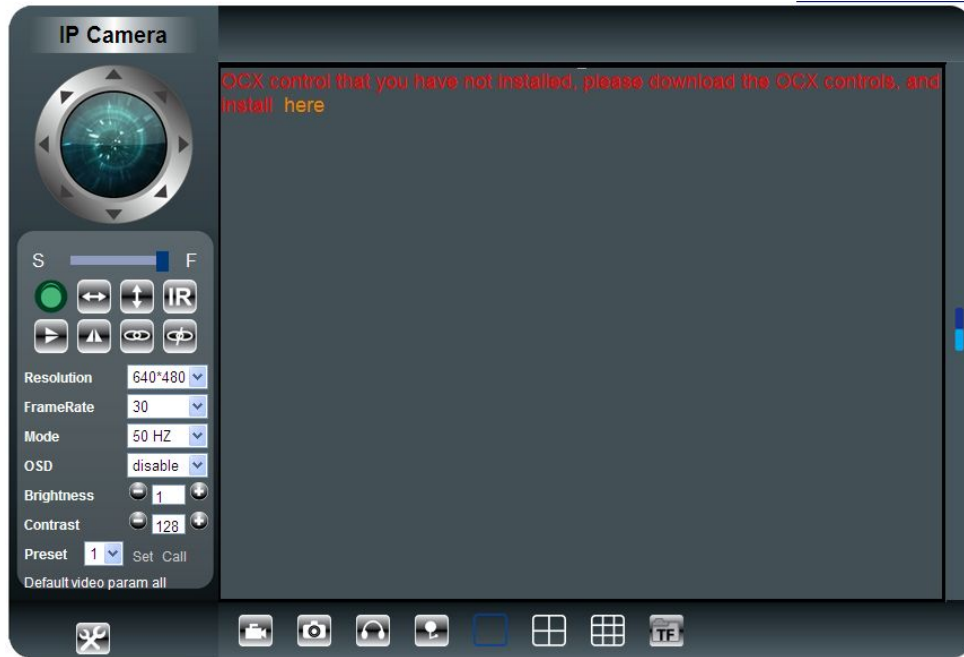 IP Camera
OCX control that you have not installed, please download the OCX controls, and
install here
S F
IR
Resolution 640*480
FrameRate 30
Mode 50 HZ
OSD disable
Brightness 1
Contrast 128
Preset 1 Set Call
Default video param all
TF